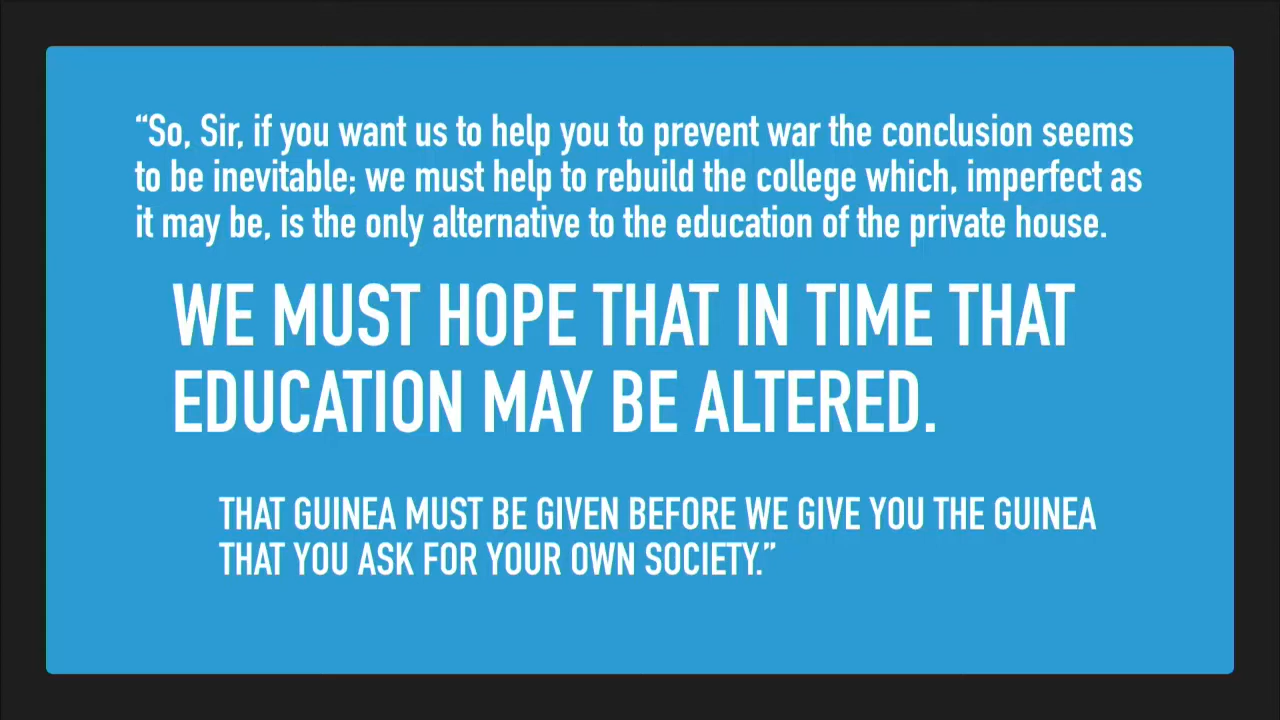 “So, Sir, if you want us to help you to prevent war the conclusion seems
to be inevitable; we must help to rebuild the college which, imperfect as
it may be, is the only alternative to the education of the private house.
WE MUST HOPE THAT IN TIME THAT
EDUCATION MAY BE ALTERED.
THAT GUINEA MUST BE GIVEN BEFORE WE GIVE YOU THE GUINEA
THAT YOU ASK FOR YOUR OWN SOCIETY.”